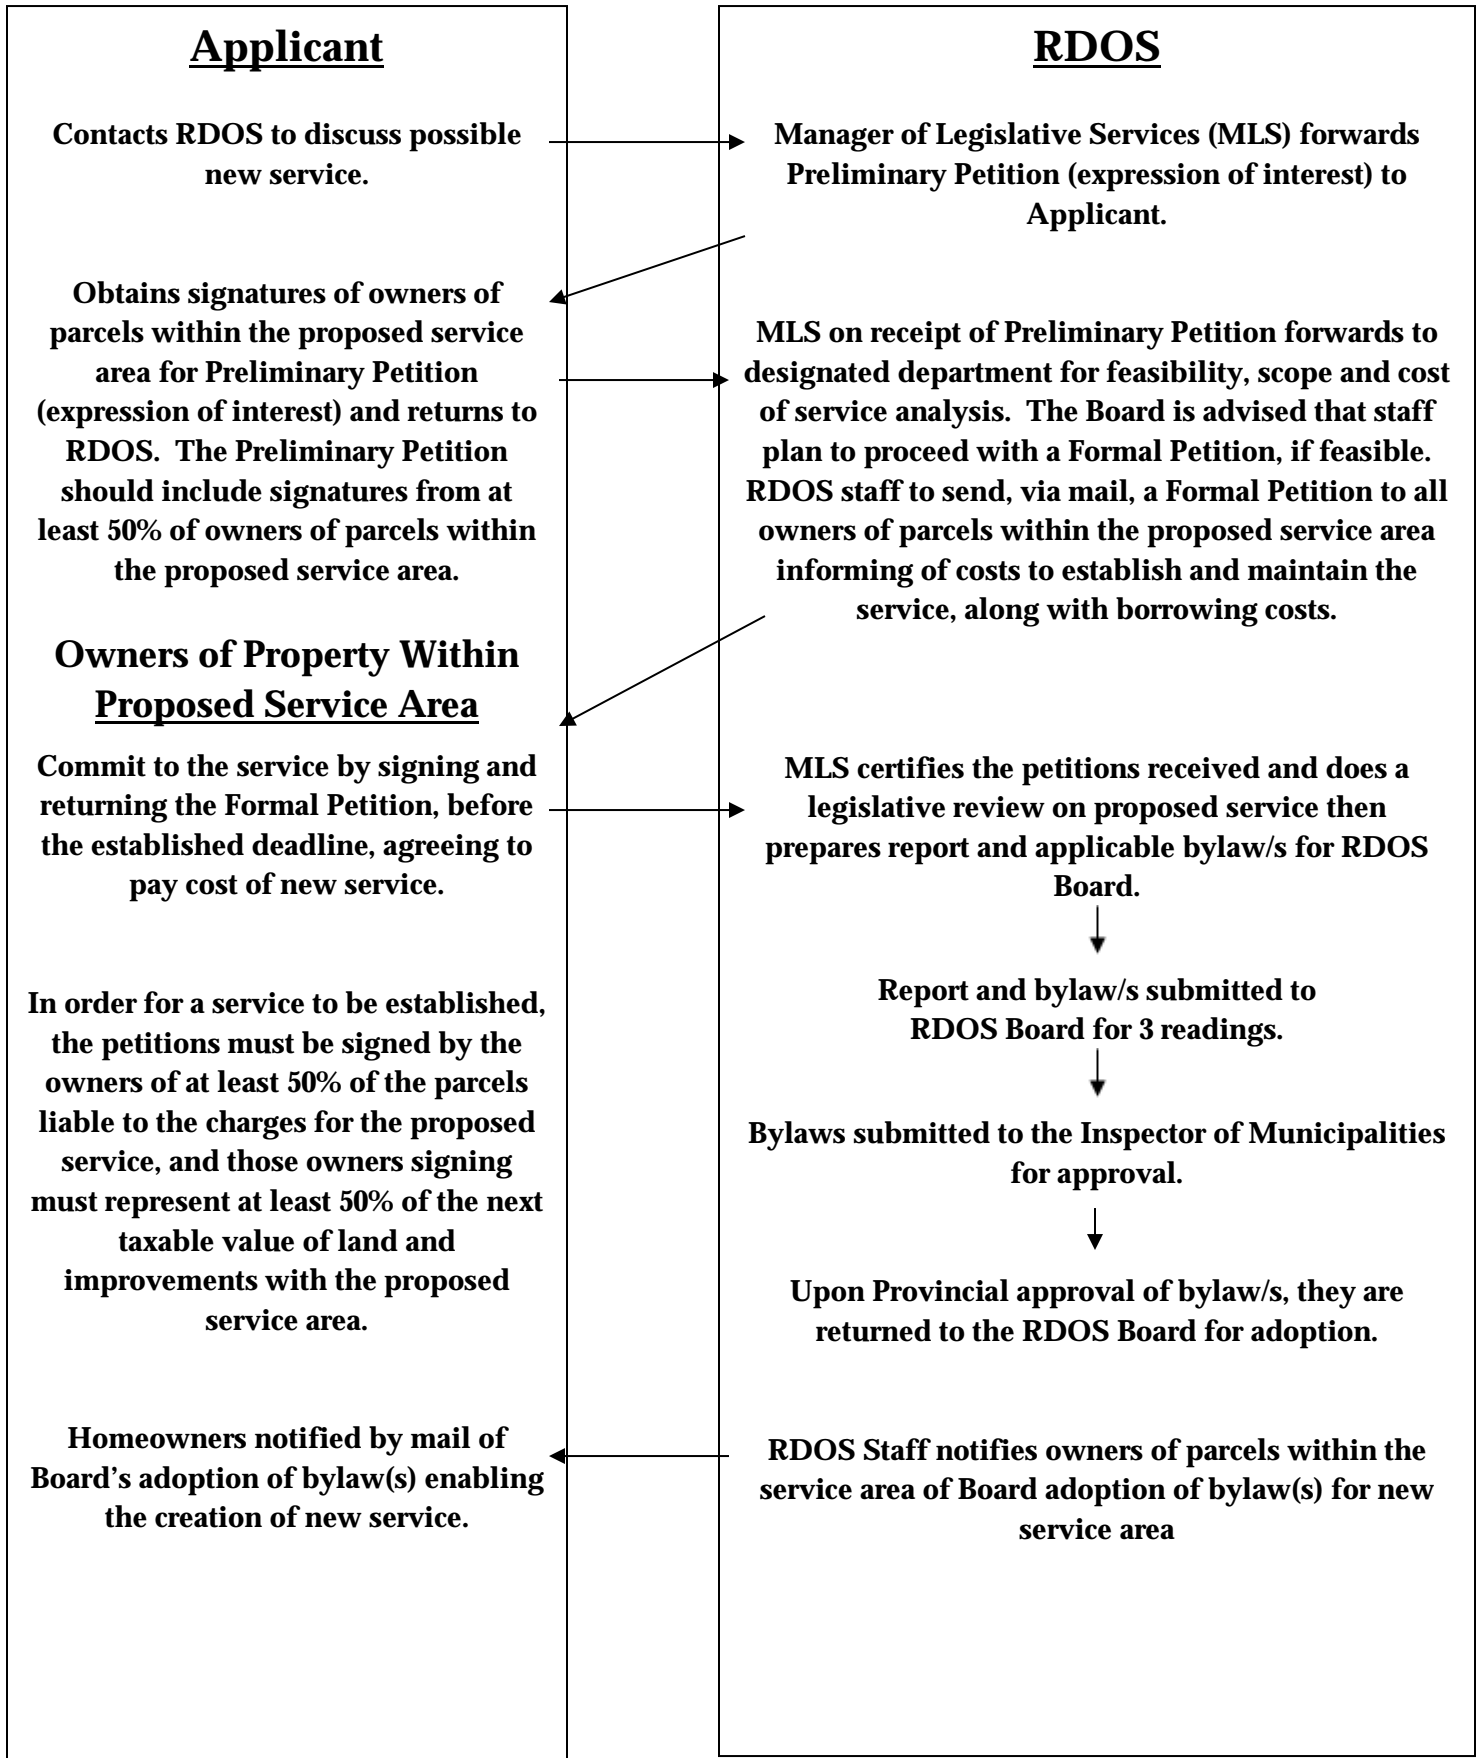 Applicant
Contacts RDOS to discuss possible
new service.
Obtains signatures of owners of
parcels within the proposed service
area for Preliminary Petition
(expression of interest) and returns to
RDOS.  The Preliminary Petition
should include signatures from at
least 50% of owners of parcels within
the proposed service area.
Owners of Property Within
Proposed Service Area
Commit to the service by signing and
returning the Formal Petition, before
the established deadline, agreeing to
pay cost of new service.
In order for a service to be established,
the petitions must be signed by the
owners of at least 50% of the parcels
liable to the charges for the proposed
service, and those owners signing
must represent at least 50% of the next
taxable value of land and
improvements with the proposed
service area.
Homeowners notified by mail of
Board's adoption of bylaw(s) enabling
the creation of new service.
RDOS
Manager of Legislative Services (MLS) forwards
Preliminary Petition (expression of interest) to
Applicant.
MLS on receipt of Preliminary Petition forwards to
designated department for feasibility, scope and cost
of service analysis.  The Board is advised that staff
plan to proceed with a Formal Petition, if feasible.
RDOS staff to send, via mail, a Formal Petition to all
owners of parcels within the proposed service area
informing of costs to establish and maintain the
service, along with borrowing costs.
MLS certifies the petitions received and does a
legislative review on proposed service then
prepares report and applicable bylaw/s for RDOS
Board.
Report and bylaw/s submitted to
RDOS Board for 3 readings.
Bylaws submitted to the Inspector of Municipalities
for approval.
Upon Provincial approval of bylaw/s, they are
returned to the RDOS Board for adoption.
RDOS Staff notifies owners of parcels within the
service area of Board adoption of bylaw(s) for new
service area